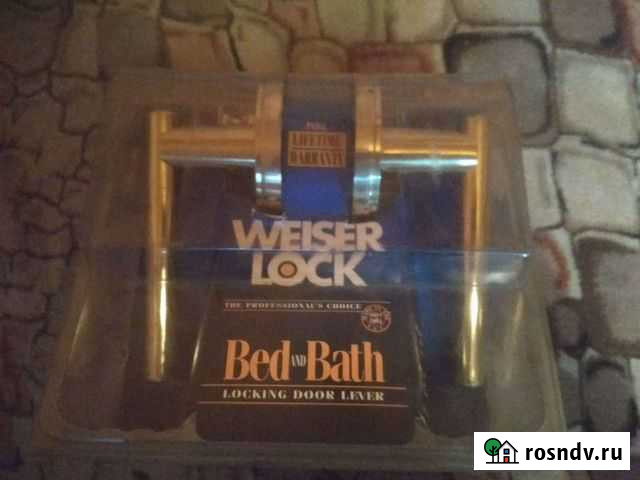 LIFETIME
WARRANTY
WEISER
LOCK
THE PROFESSIONAL'S CHOICE
Bed AND Bath
LOCKING DOOR LEVER
rosndv.ru